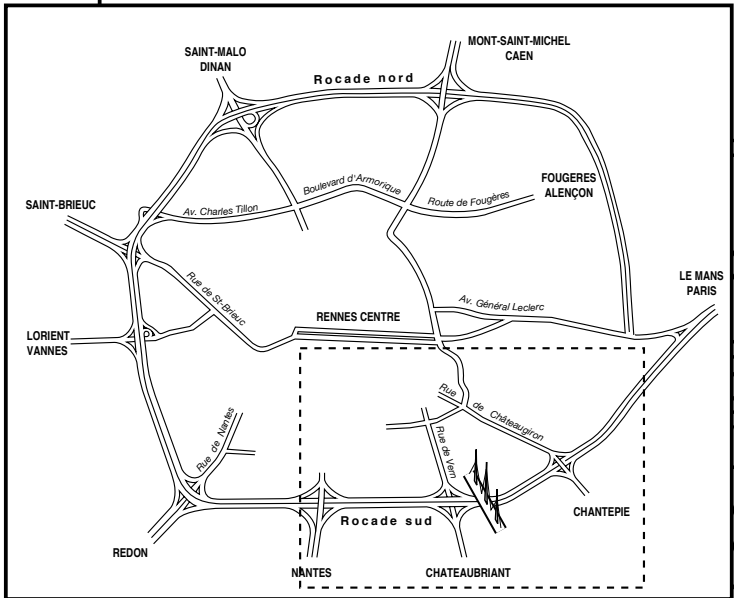 MONT-SAINT-MICHEL
CAEN
SAINT-MALO
DINAN
Rocade nord
Boulevard d'Armorique
FOUGERES
ALENÇON
Route de Fougères
SAINT-BRIEUC
Av. Charles Tillon
LE MANS
PARIS
Rue de St-Brieuc
Av. Général Leclerc
RENNES CENTRE
LORIENT
VANNES
Rue de Châteaugiron
Rue de Nantes
Rue de Vern
CHANTEPIE
Rocade sud
REDON
NANTES
CHATEAUBRIANT